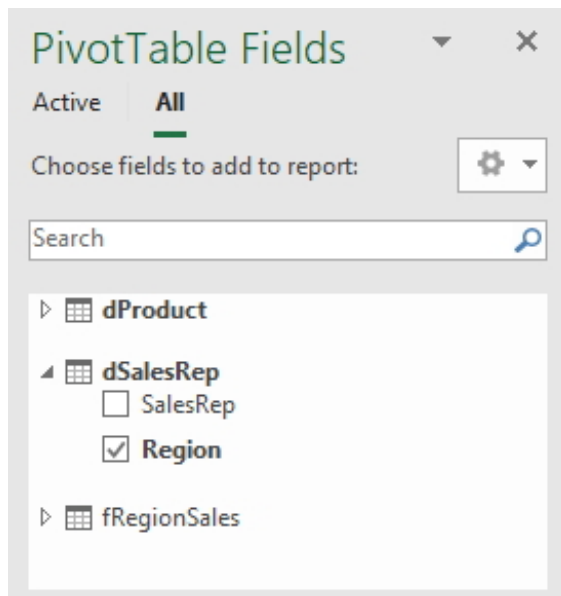 PivotTable Fields
Active All
Choose fields to add to report:
Search
dProduct
dSalesRep
SalesRep
Region
fRegionSales